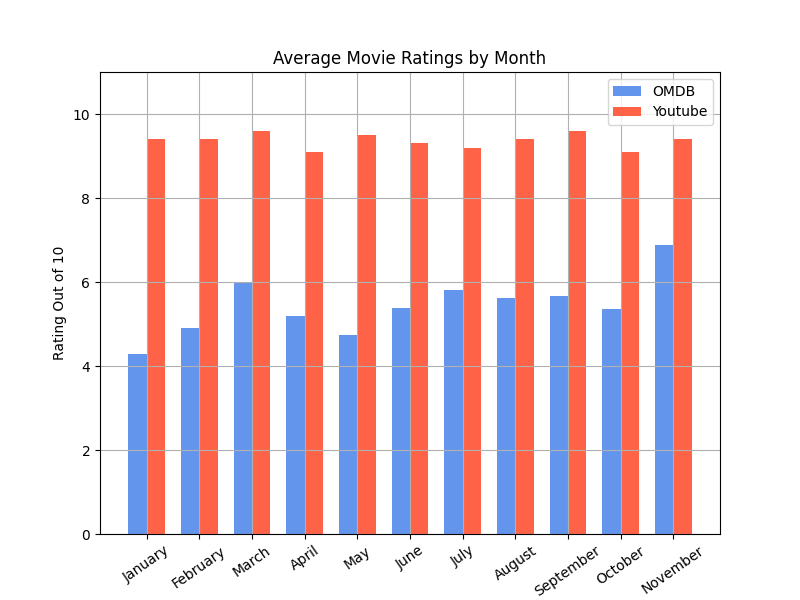 Average Movie Ratings by Month
OMDB
Youtube
Rating Out of 10
10
8
6
4
2
0
January
February
March
April
May
June
July
August
September
October
November